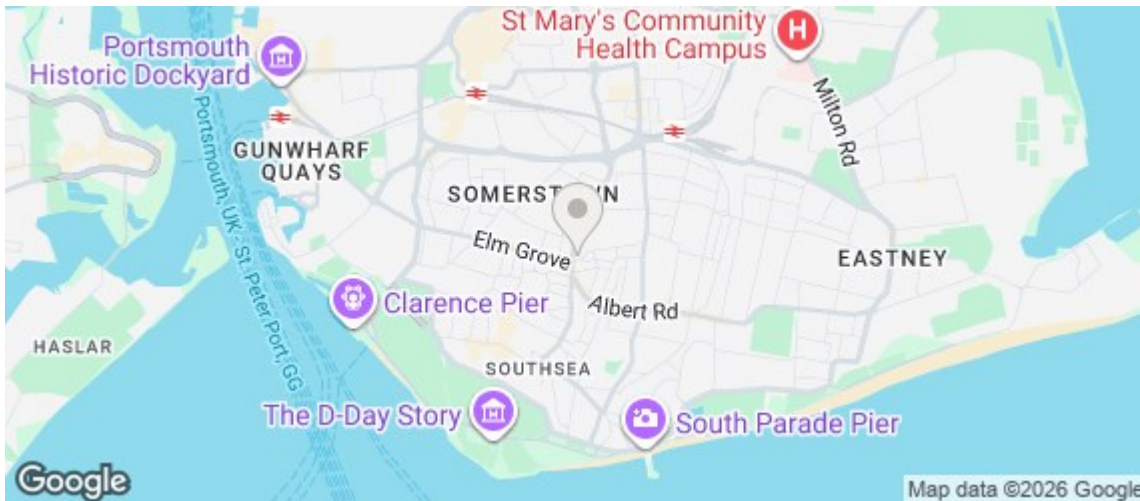 Portsmouth
Historic Dockyard
St Mary's Community
Health Campus
H
Milton Rd
GUNWHARF
QUAYS
SOMERSTOWN
Elm Grove
EASTNEY
Portsmouth, UK - St. Peter Port, GG
Clarence Pier
Albert Rd
HASLAR
SOUTHSEA
The D-Day Story
South Parade Pier
Google
Map data ©2026 Google